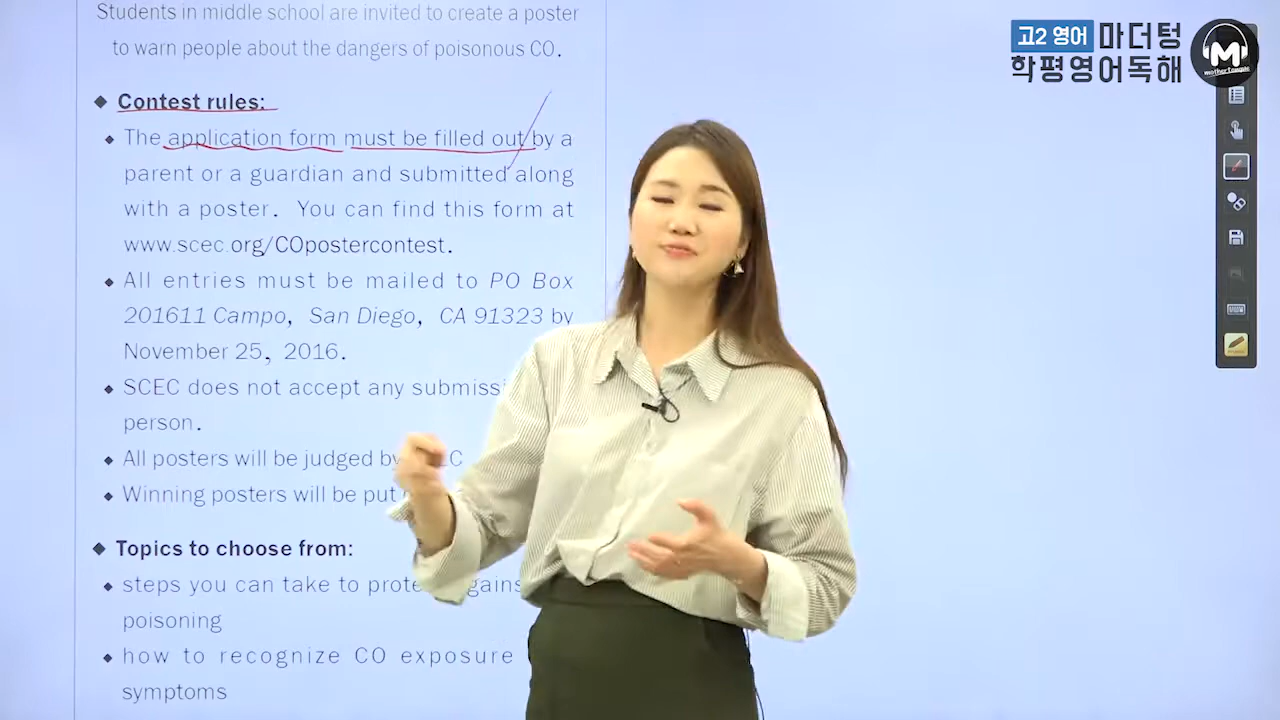 Students in middle school are invited to create a poster
to warn people about the dangers of poisonous CO.
Contest rules:
The application form must be filled out by a
parent or a guardian and submitted along
with a poster. You can find this form at
www.scec.org/COpostercontest.
All entries must be mailed to PO Box
201611 Campo, San Diego, CA 91323 by
November 25, 2016.
SCEC does not accept any submissi
person.
All posters will be judged by
Winning posters will be put
Topics to choose from:
steps you can take to prote gains
poisoning
how to recognize CO exposure
symptoms
고2 영어 마더텅
학평영어독해
M
mother tongue